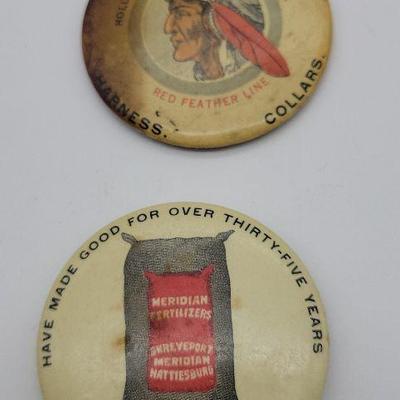 RED FEATHER LINE
HARNESS. COLLARS.
HAVE MADE GOOD FOR OVER THIRTY-FIVE YEARS
MERIDIAN
FERTILIZERS
SHREVEPORT
MERIDIAN
HATTIESBURG